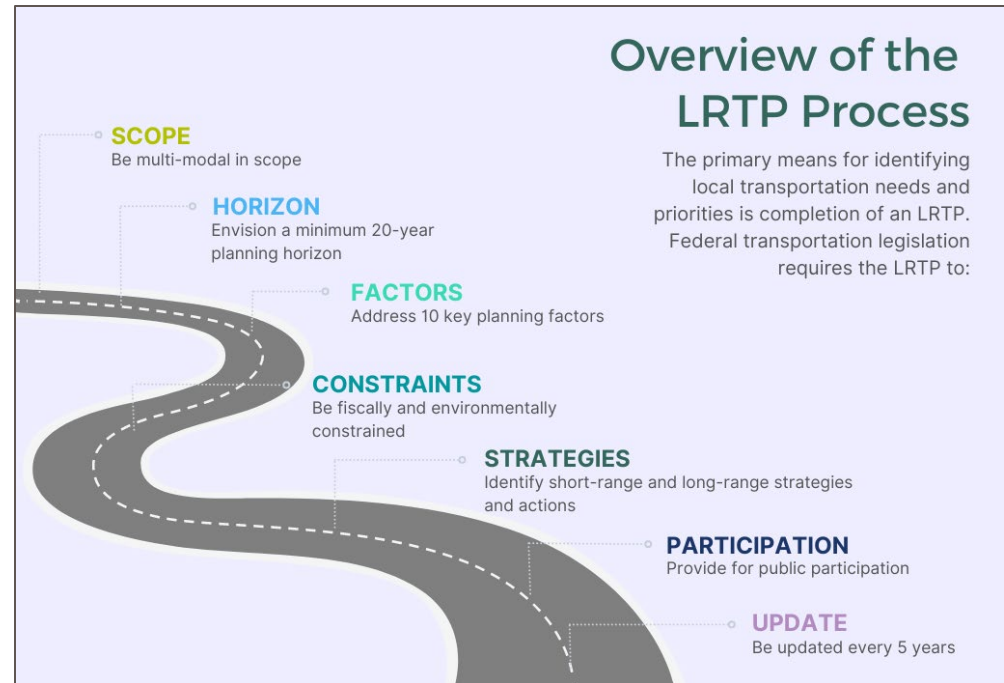 Overview of the
LRTP Process
The primary means for identifying
local transportation needs and
priorities is completion of an LRTP.
Federal transportation legislation
requires the LRTP to:
SCOPE
Be multi-modal in scope
HORIZON
Envision a minimum 20-year
planning horizon
FACTORS
Address 10 key planning factors
CONSTRAINTS
Be fiscally and environmentally
constrained
STRATEGIES
Identify short-range and long-range strategies
and actions
PARTICIPATION
Provide for public participation
UPDATE
Be updated every 5 years